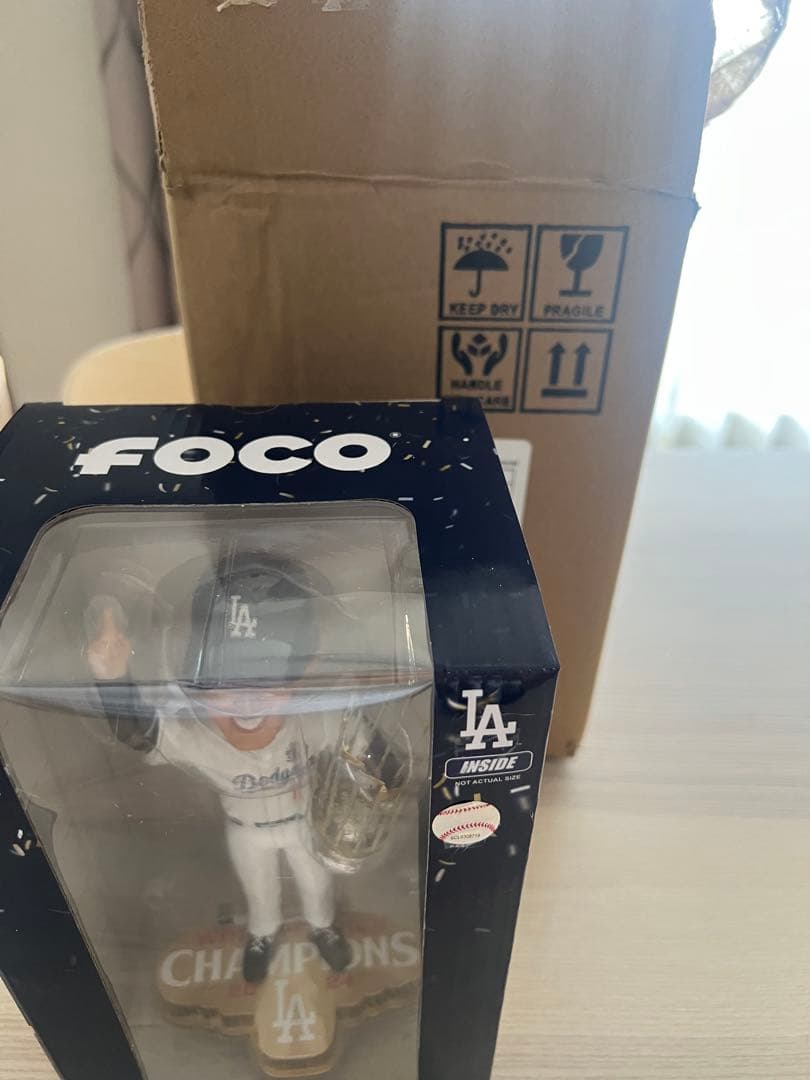 KEEP DRY
FRAGILE
HANDLE
FOCO
LA
LA
INSIDE
NOT ACTUAL SIZE
Dodgers
CHAMPIONS
LA